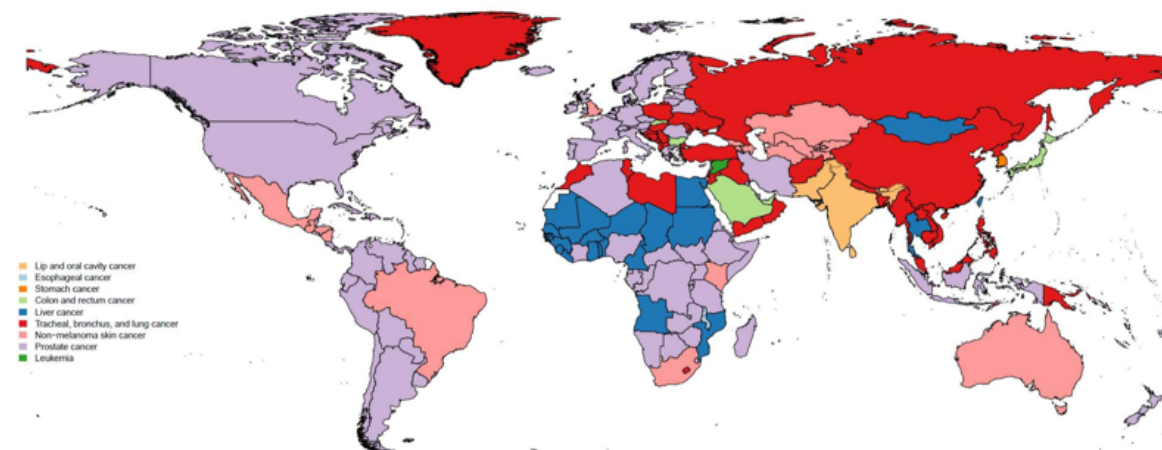 Lip and oral cavity cancer
Esophageal cancer
Stomach cancer
Colon and rectum cancer
Liver cancer
Tracheal, bronchus, and lung cancer
Non-melanoma skin cancer
Prostate cancer
Leukemia